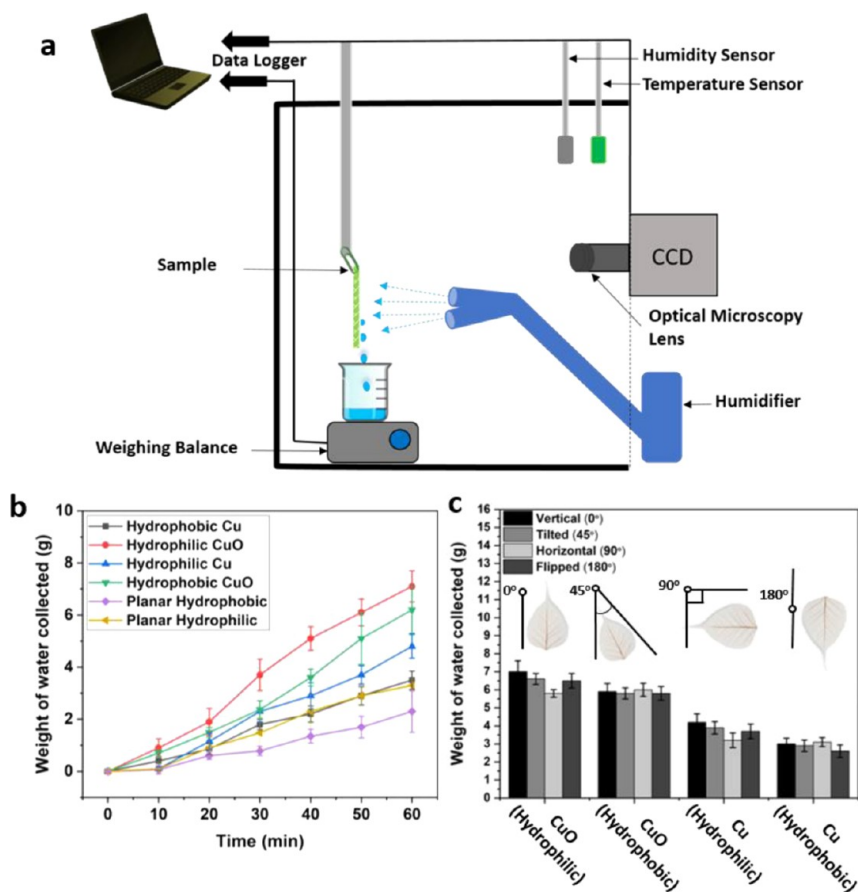 a
Data Logger
Humidity Sensor
Temperature Sensor
Sample
CCD
Optical Microscopy
Lens
Humidifier
Weighing Balance
b
Weight of water collected (g)
10
8
6
4
2
0
Hydrophobic Cu
Hydrophilic CuO
Hydrophilic Cu
Hydrophobic CuO
Planar Hydrophobic
Planar Hydrophilic
0 10 20 30 40 50 60
Time (min)
c
Weight of water collected (g)
16
15
14
13
12
11
10
9
8
7
6
5
4
3
2
1
0
Vertical (0°)
Tilted (45°)
Horizontal (90°)
Flipped (180°)
0°
45°
90°
180°
CuO
(Hydrophilic)
CuO
(Hydrophobic)
Cu
(Hydrophilic)
Cu
(Hydrophobic)